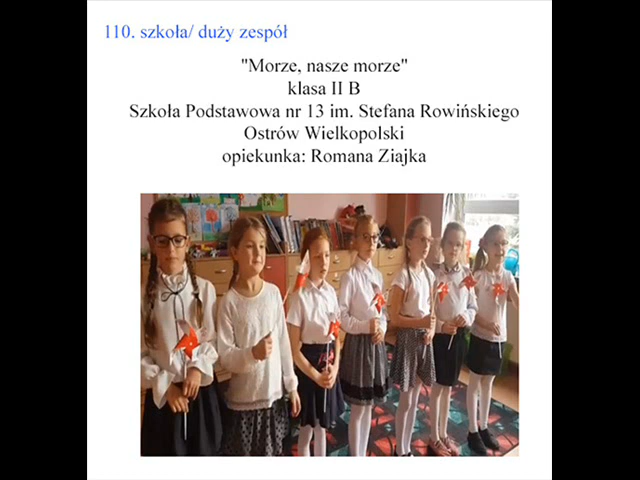 110. szkoła/ duży zespół
"Morze, nasze morze"
klasa II B
Szkoła Podstawowa nr 13 im. Stefana Rowińskiego
Ostrów Wielkopolski
opiekunka: Romana Ziajka